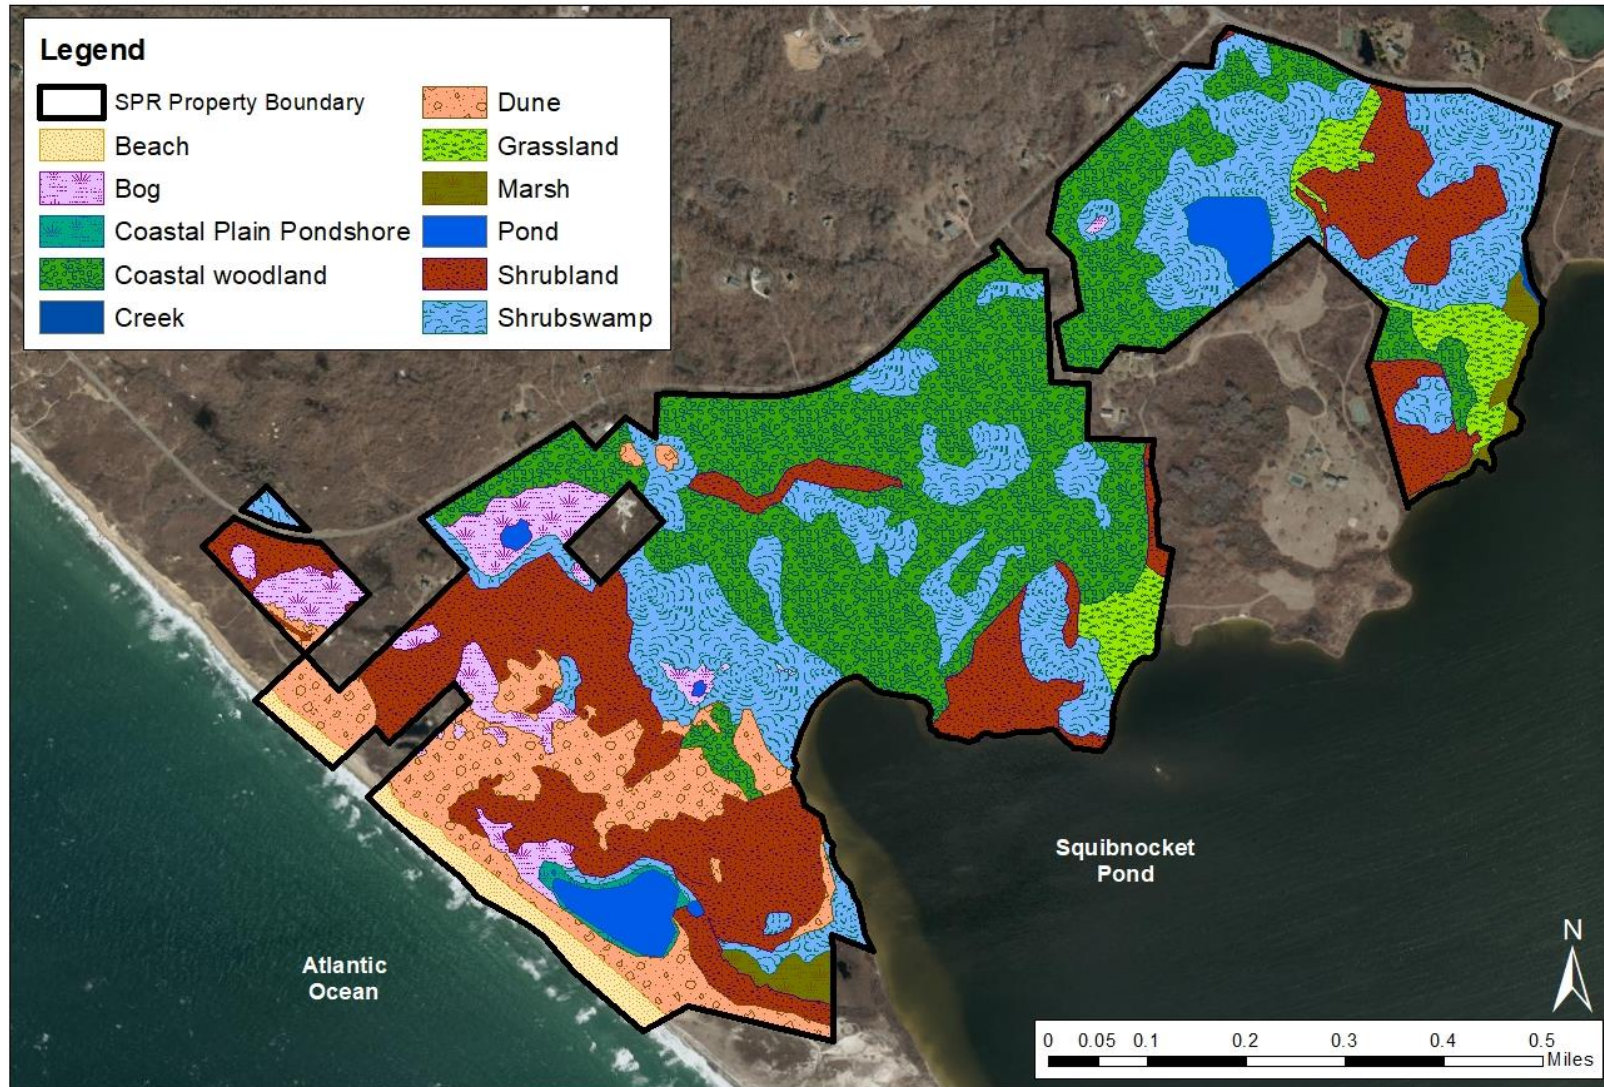 Legend
SPR Property Boundary
Beach
Bog
Coastal Plain Pondshore
Coastal woodland
Creek
Dune
Grassland
Marsh
Pond
Shrubland
Shrubswamp
Squibnocket
Pond
Atlantic
Ocean
N
0 0.05 0.1 0.2 0.3 0.4 0.5
Miles